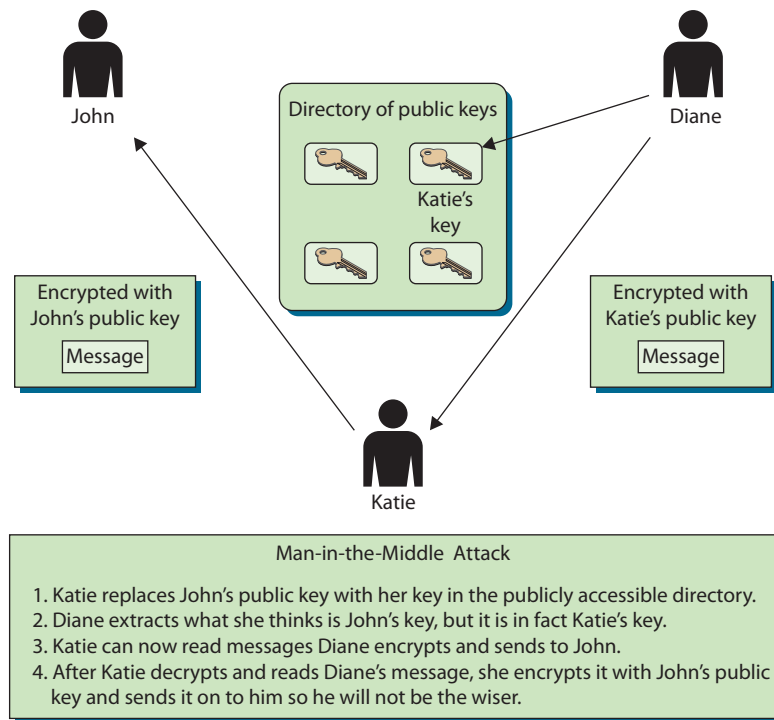 John
Diane
Directory of public keys
Katie's
key
Encrypted with
John's public key
Message
Encrypted with
Katie's public key
Message
Katie
Man-in-the-Middle Attack
1. Katie replaces John's public key with her key in the publicly accessible directory.
2. Diane extracts what she thinks is John's key, but it is in fact Katie's key.
3. Katie can now read messages Diane encrypts and sends to John.
4. After Katie decrypts and reads Diane's message, she encrypts it with John's public
key and sends it on to him so he will not be the wiser.